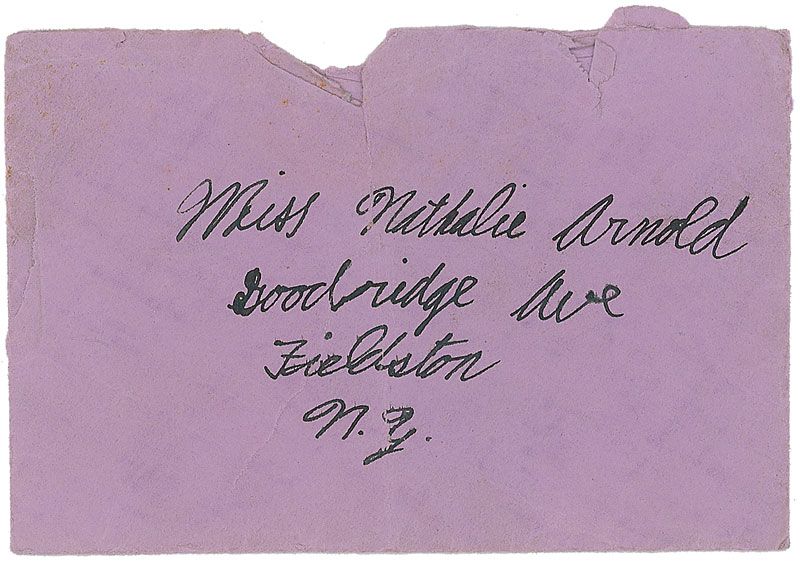 Miss Nathalie Arnold
Goodridge Ave
Fieldston
N.Y.